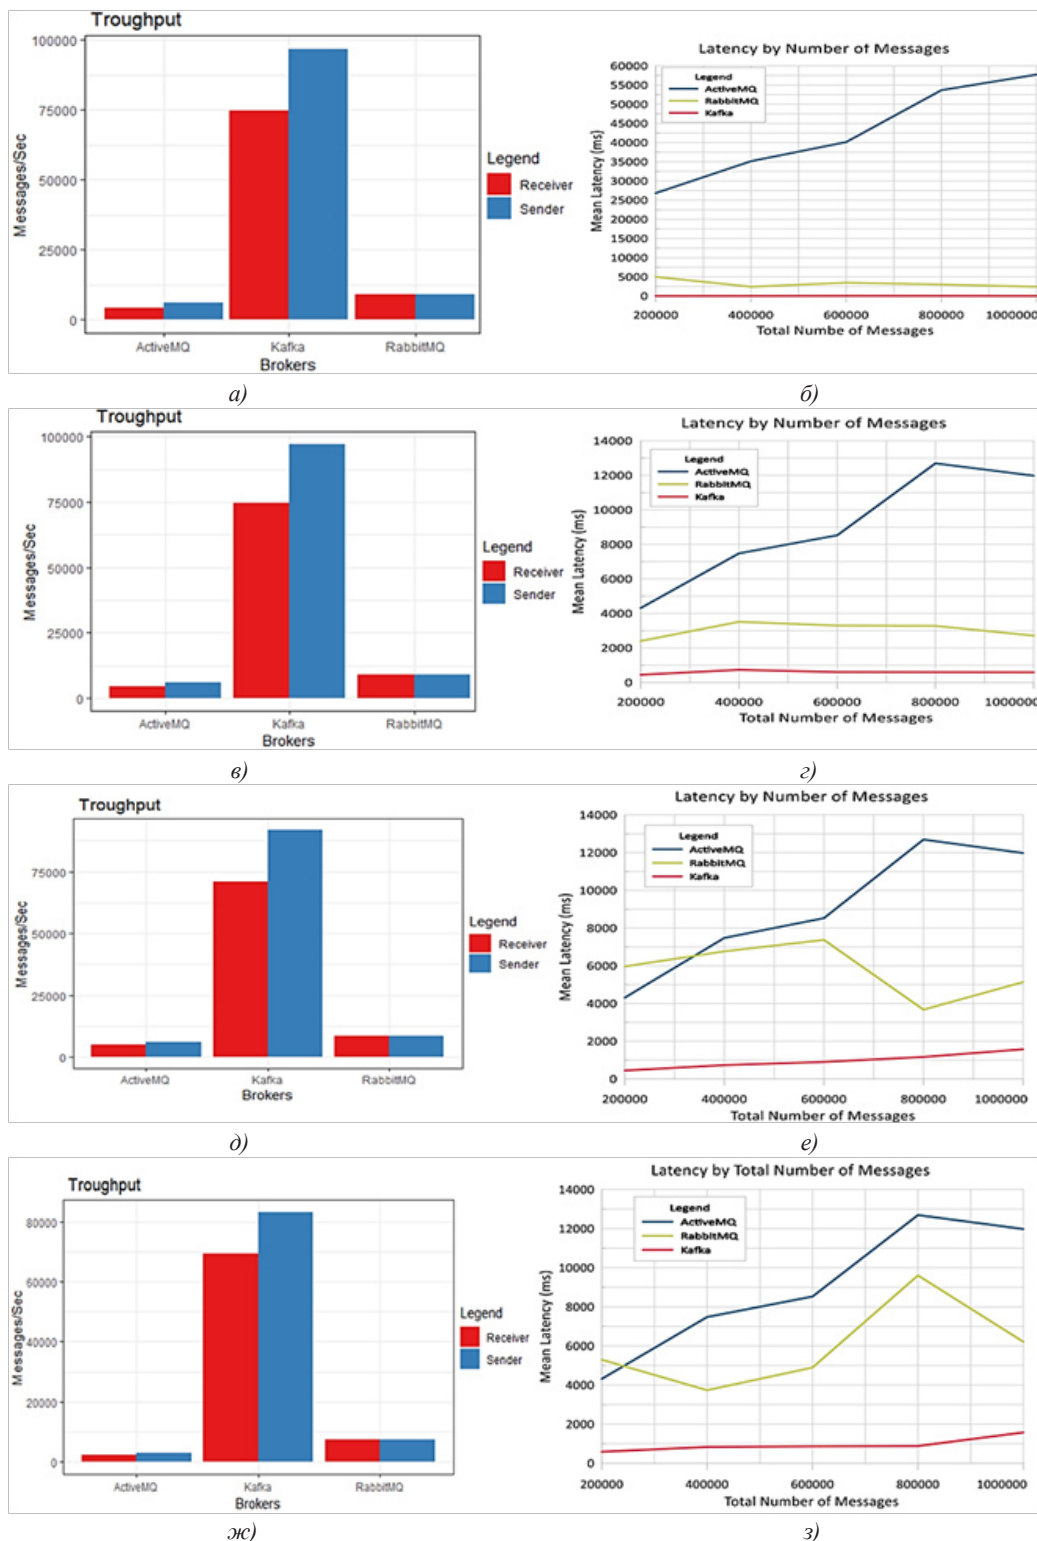 Troughput
100000
75000
50000
25000
0
Messages/Sec
ActiveMQ Kafka RabbitMQ
Brokers
Legend
Receiver
Sender
а)
Latency by Number of Messages
60000
55000
50000
45000
40000
35000
30000
25000
20000
15000
10000
5000
0
Mean Latency (ms)
Legend
ActiveMQ
RabbitMQ
Kafka
200000 400000 600000 800000 1000000
Total Numbe of Messages
б)
Troughput
100000
75000
50000
25000
0
Messages/Sec
ActiveMQ Kafka RabbitMQ
Brokers
Legend
Receiver
Sender
в)
Latency by Number of Messages
14000
12000
10000
8000
6000
4000
2000
0
Mean Latency (ms)
Legend
ActiveMQ
RabbitMQ
Kafka
200000 400000 600000 800000 1000000
Total Number of Messages
г)
Troughput
75000
50000
25000
0
Messages/Sec
ActiveMQ Kafka RabbitMQ
Brokers
Legend
Receiver
Sender
д)
Latency by Number of Messages
14000
12000
10000
8000
6000
4000
2000
0
Mean Latency (ms)
Legend
ActiveMQ
RabbitMQ
Kafka
200000 400000 600000 800000 1000000
Total Number of Messages
е)
Troughput
80000
60000
40000
20000
0
Messages/Sec
ActiveMQ Kafka RabbitMQ
Brokers
Legend
Receiver
Sender
ж)
Latency by Total Number of Messages
14000
12000
10000
8000
6000
4000
2000
0
Mean Latency (ms)
Legend
ActiveMQ
RabbitMQ
Kafka
200000 400000 600000 800000 1000000
Total Number of Messages
з)